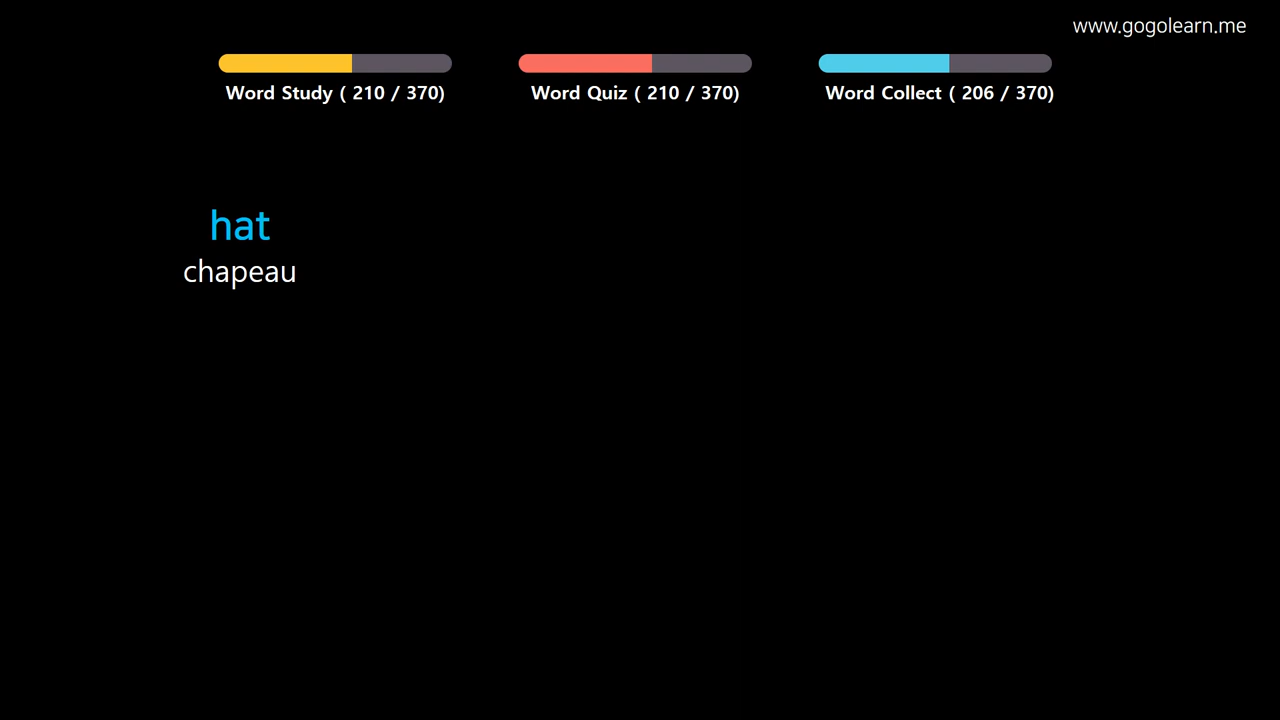 www.gogolearn.me
Word Study ( 210 / 370)
Word Quiz ( 210 / 370)
Word Collect ( 206 / 370)
hat
chapeau